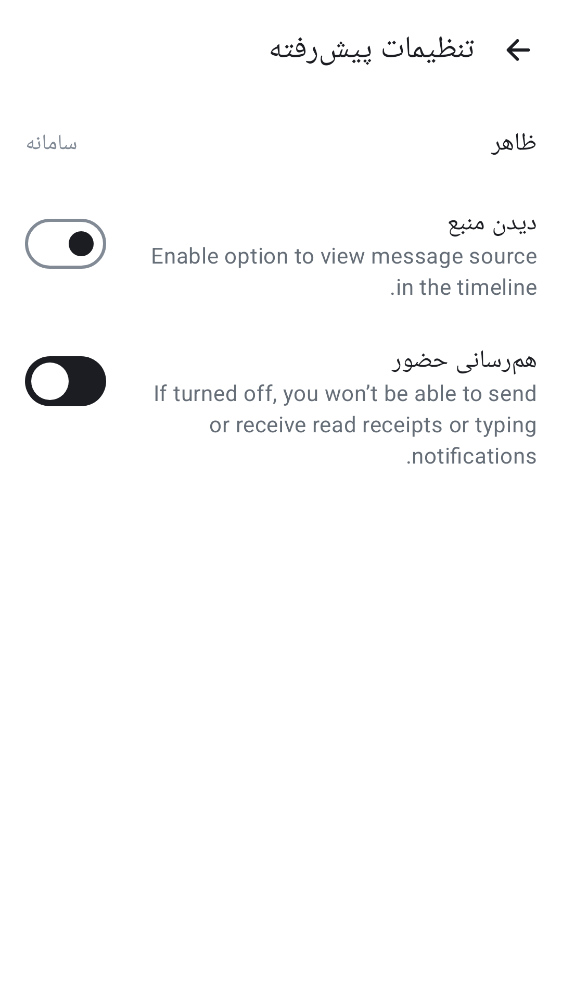 تنظیمات پیش‌رفته
ظاهر
سامانه
دیدن منبع
Enable option to view message source
in the timeline.
هم‌رسانی حضور
If turned off, you won’t be able to send
or receive read receipts or typing
notifications.